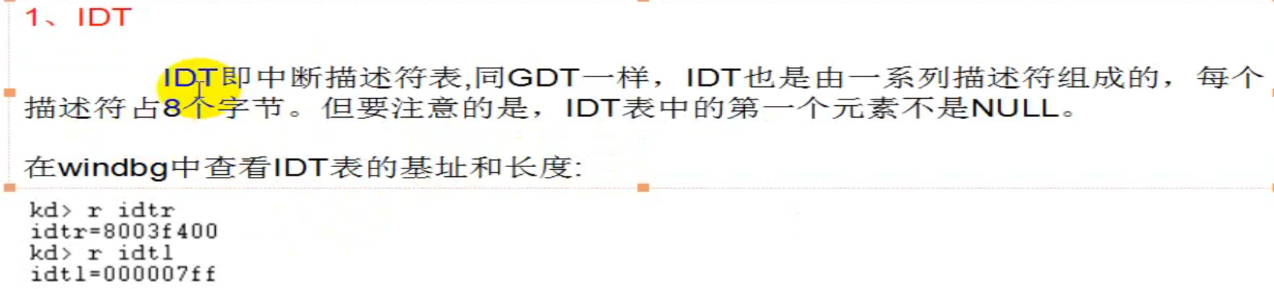 1、IDT
IDT即中断描述符表,同GDT一样，IDT也是由一系列描述符组成的，每个
描述符占8个字节。但要注意的是，IDT表中的第一个元素不是NULL。
在windbg中查看IDT表的基址和长度:
kd> r idtr
idtr=8003f400
kd> r idtl
idtl=000007ff